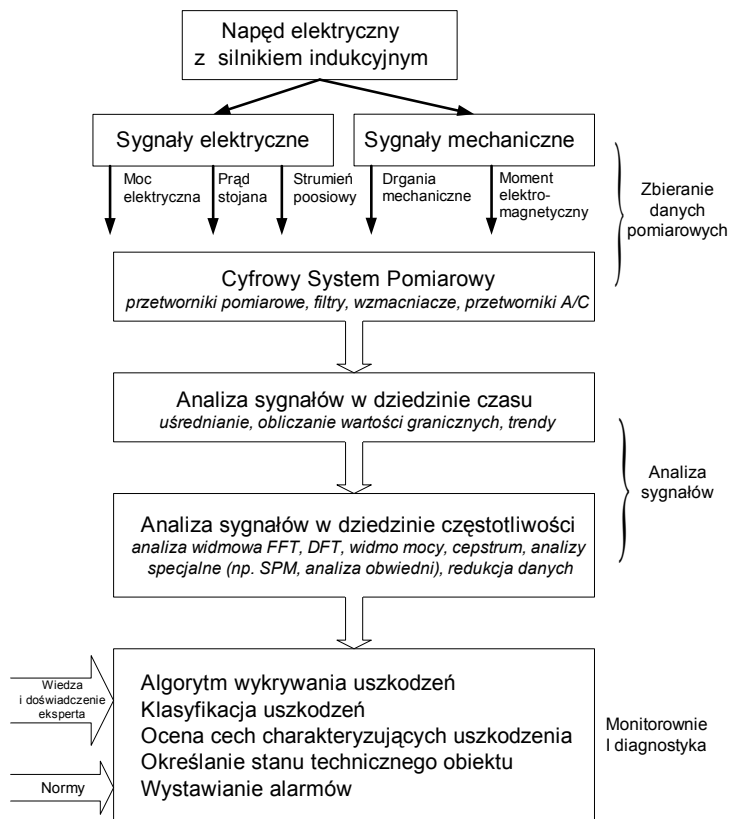 Napęd elektryczny
z silnikiem indukcyjnym
Sygnały elektryczne
Sygnały mechaniczne
Moc
elektryczna
Prąd
stojana
Strumień
poosiowy
Drgania
mechaniczne
Moment
elektro-
magnetyczny
Zbieranie
danych
pomiarowych
Cyfrowy System Pomiarowy
przetworniki pomiarowe, filtry, wzmacniacze, przetworniki A/C
Analiza sygnałów w dziedzinie czasu
uśrednianie, obliczanie wartości granicznych, trendy
Analiza
sygnałów
Analiza sygnałów w dziedzinie częstotliwości
analiza widmowa FFT, DFT, widmo mocy, cepstrum, analizy
specjalne (np. SPM, analiza obwiedni), redukcja danych
Wiedza
i doświadczenie
eksperta
Normy
Algorytm wykrywania uszkodzeń
Klasyfikacja uszkodzeń
Ocena cech charakteryzujących uszkodzenia
Określanie stanu technicznego obiektu
Wystawianie alarmów
Monitorownie
I diagnostyka